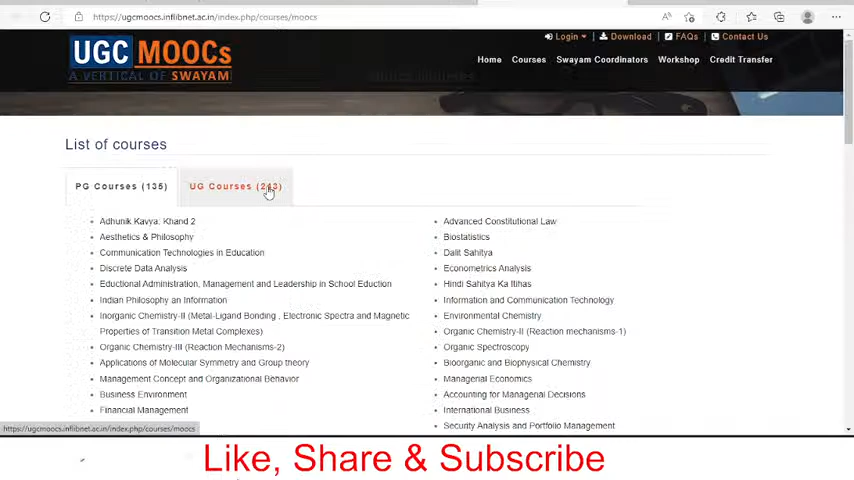 https://ugcmoocs.inflibnet.ac.in/index.php/courses/moocs
UGC MOOCs
A VERTICAL OF SWAYAM
Login Download FAQs Contact Us
Home Courses Swayam Coordinators Workshop Credit Transfer
List of courses
PG Courses (135) UG Courses (243)
Adhunik Kavya: Khand 2
Aesthetics & Philosophy
Communication Technologies in Education
Discrete Data Analysis
Eductional Administration, Management and Leadership in School Eduction
Indian Philosophy an Information
Inorganic Chemistry-II (Metal-Ligand Bonding , Electronic Spectra and Magnetic
Properties of Transition Metal Complexes)
Organic Chemistry-III (Reaction Mechanisms-2)
Applications of Molecular Symmetry and Group theory
Management Concept and Organizational Behavior
Business Environment
Financial Management
Advanced Constitutional Law
Biostatistics
Dalit Sahitya
Econometrics Analysis
Hindi Sahitya Ka Itihas
Information and Communication Technology
Environmental Chemistry
Organic Chemistry-II (Reaction mechanisms-1)
Organic Spectroscopy
Bioorganic and Biophysical Chemistry
Managerial Economics
Accounting for Managerial Decisions
International Business
Security Analysis and Portfolio Management
https://ugcmoocs.inflibnet.ac.in/index.php/courses/moocs
Like, Share & Subscribe